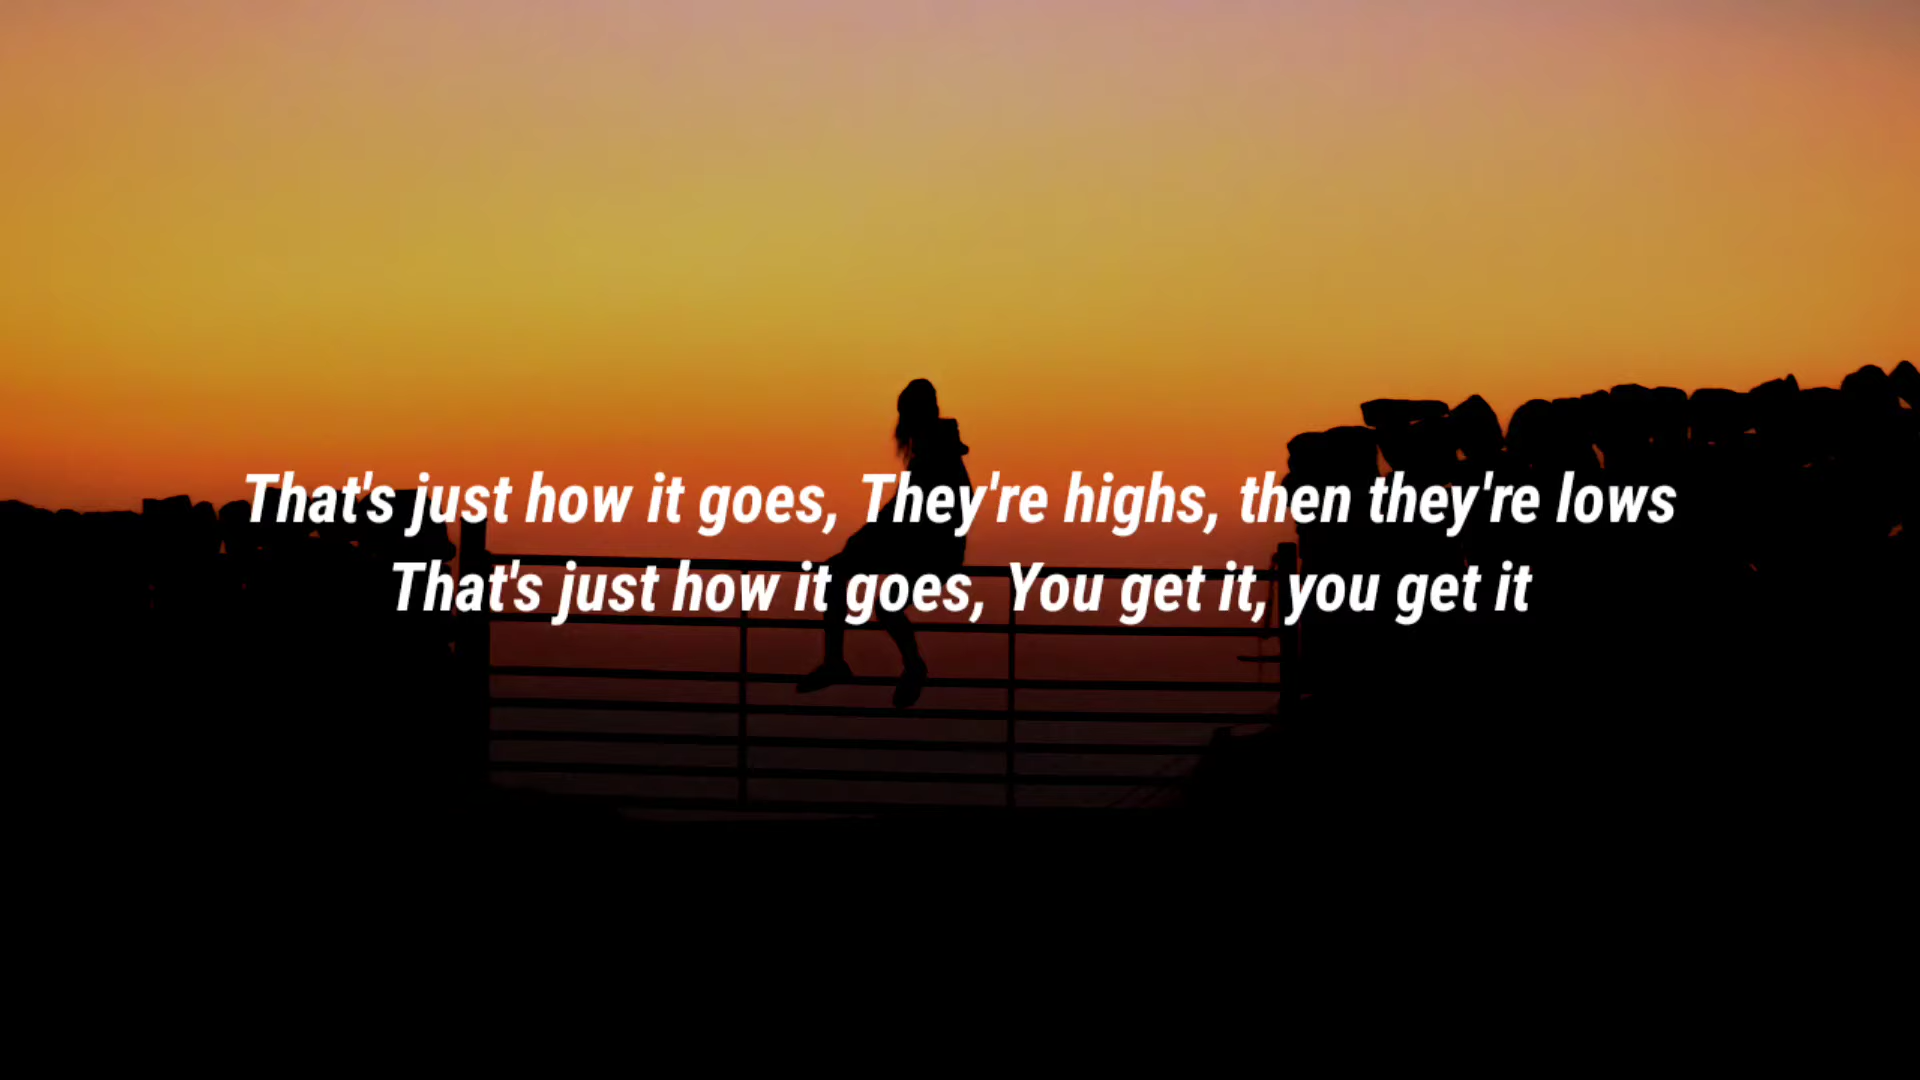 That's just how it goes, They're highs, then they're lows
That's just how it goes, You get it, you get it